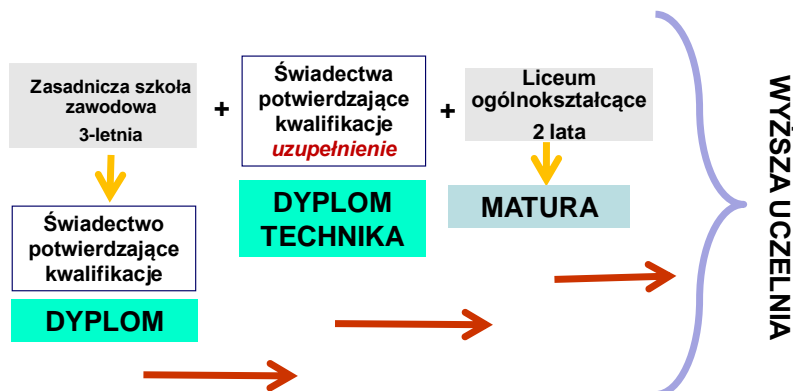 Zasadnicza szkoła
zawodowa
3-letnia
Świadectwo
potwierdzające
kwalifikacje
DYPLOM
+
Świadectwa
potwierdzające
kwalifikacje
uzupełnienie
DYPLOM
TECHNIKA
+
Liceum
ogólnokształcące
2 lata
MATURA
WYŻSZA UCZELNIA